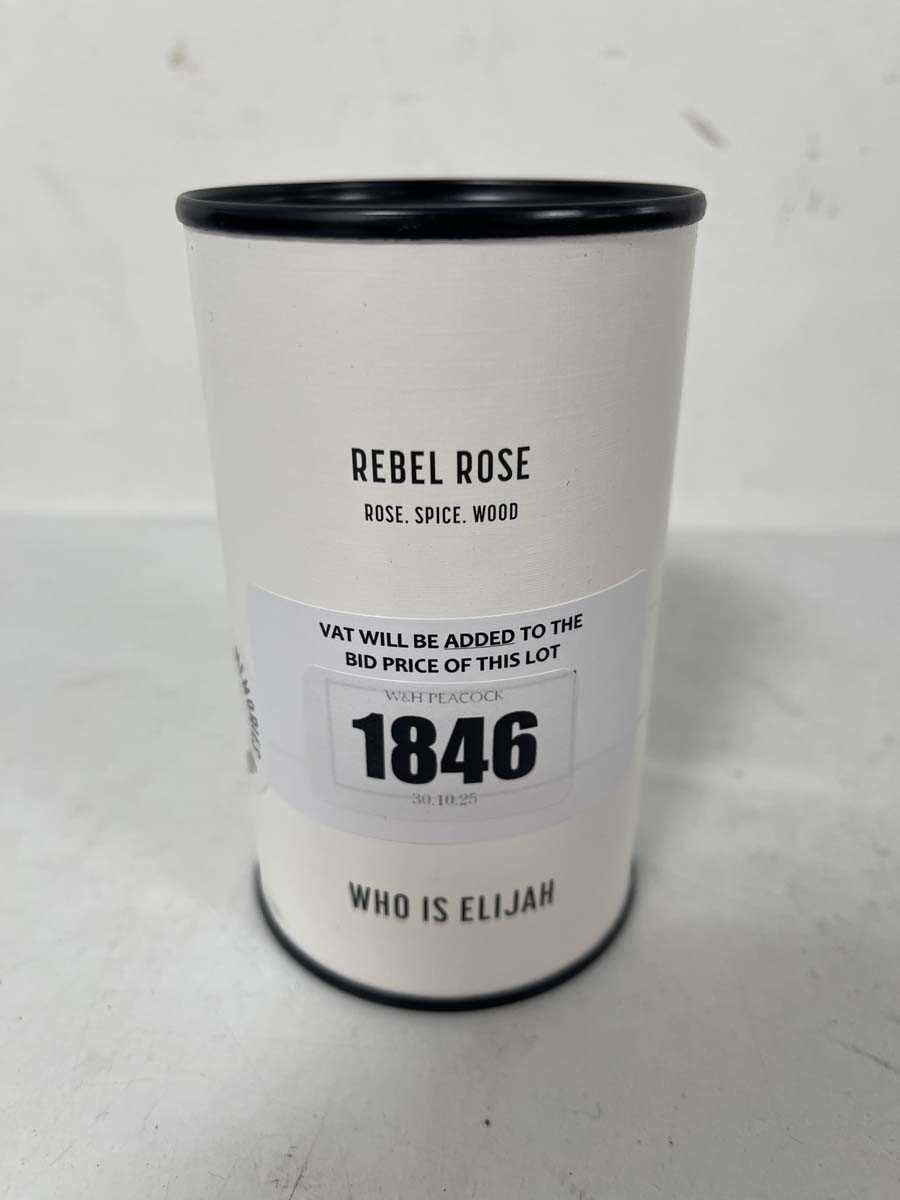 REBEL ROSE
ROSE. SPICE. WOOD
VAT WILL BE ADDED TO THE
BID PRICE OF THIS LOT
W&H PEACOCK
1846
30.10.25
WHO IS ELIJAH